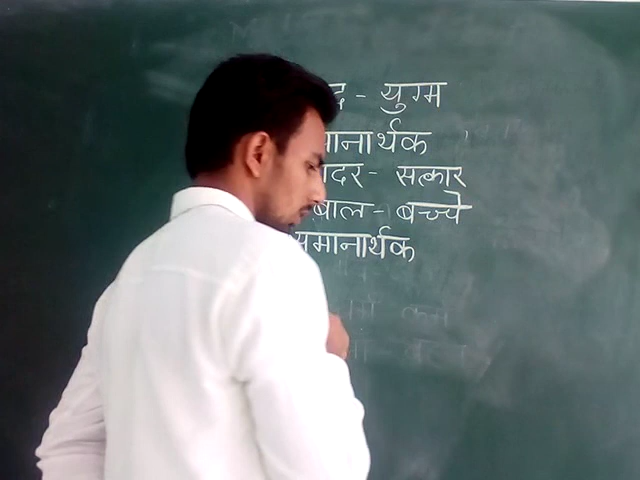 द - युग्म
मानार्थक
ादर - सत्कार
बाल - बच्चे
समानार्थक